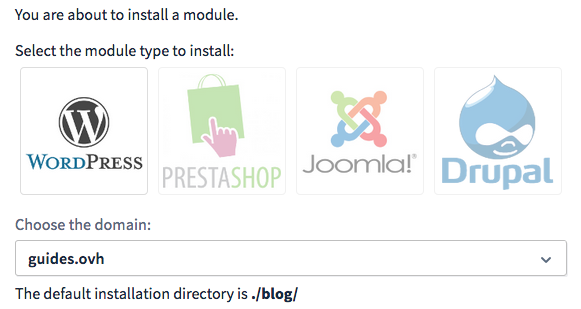 You are about to install a module.
Select the module type to install:
WORDPRESS
PRESTASHOP
Joomla!®
Drupal
Choose the domain:
guides.ovh
The default installation directory is ./blog/